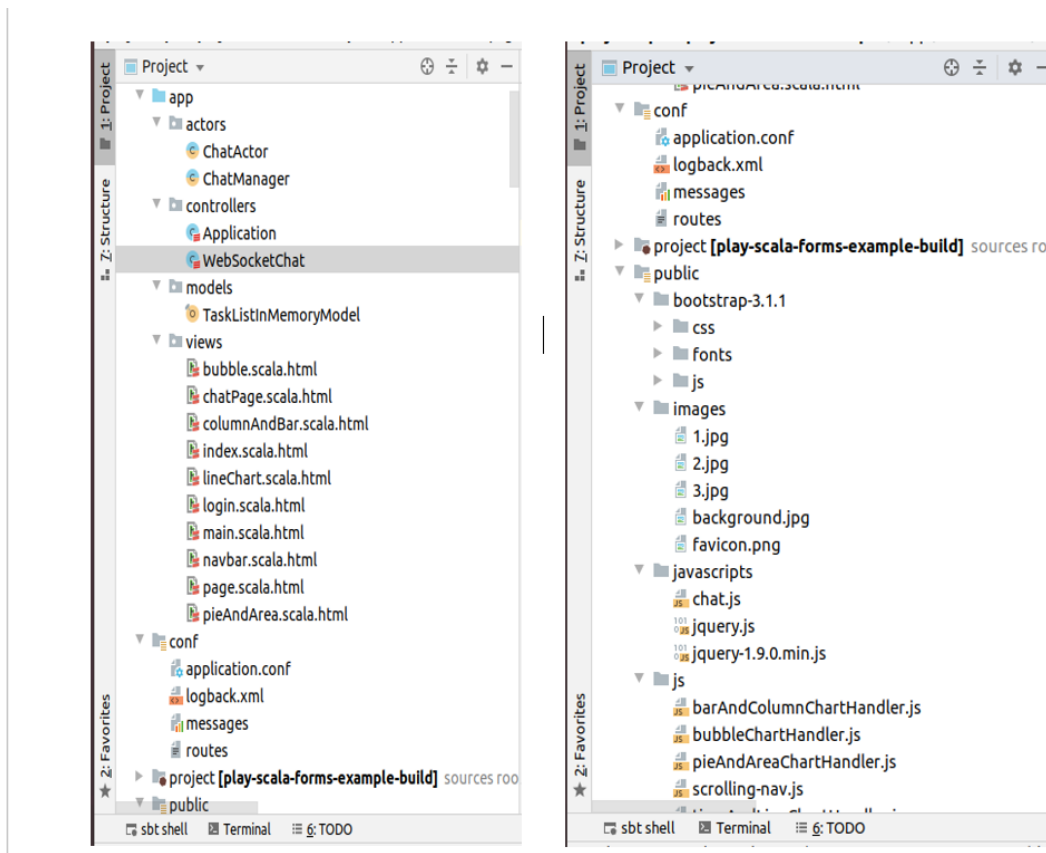 Project
app
actors
ChatActor
ChatManager
controllers
Application
WebSocketChat
models
TaskListInMemoryModel
views
bubble.scala.html
chatPage.scala.html
columnAndBar.scala.html
index.scala.html
lineChart.scala.html
login.scala.html
main.scala.html
navbar.scala.html
page.scala.html
pieAndArea.scala.html
conf
application.conf
logback.xml
messages
routes
project [play-scala-forms-example-build] sources roo
public
1: Project
7: Structure
2: Favorites
sbt shell Terminal 6: TODO
Project
pieAndArea.scala.html
conf
application.conf
logback.xml
messages
routes
project [play-scala-forms-example-build] sources ro
public
bootstrap-3.1.1
css
fonts
js
images
1.jpg
2.jpg
3.jpg
background.jpg
favicon.png
javascripts
chat.js
jquery.js
jquery-1.9.0.min.js
js
barAndColumnChartHandler.js
bubbleChartHandler.js
pieAndAreaChartHandler.js
scrolling-nav.js
1: Project
7: Structure
2: Favorites
sbt shell Terminal 6: TODO